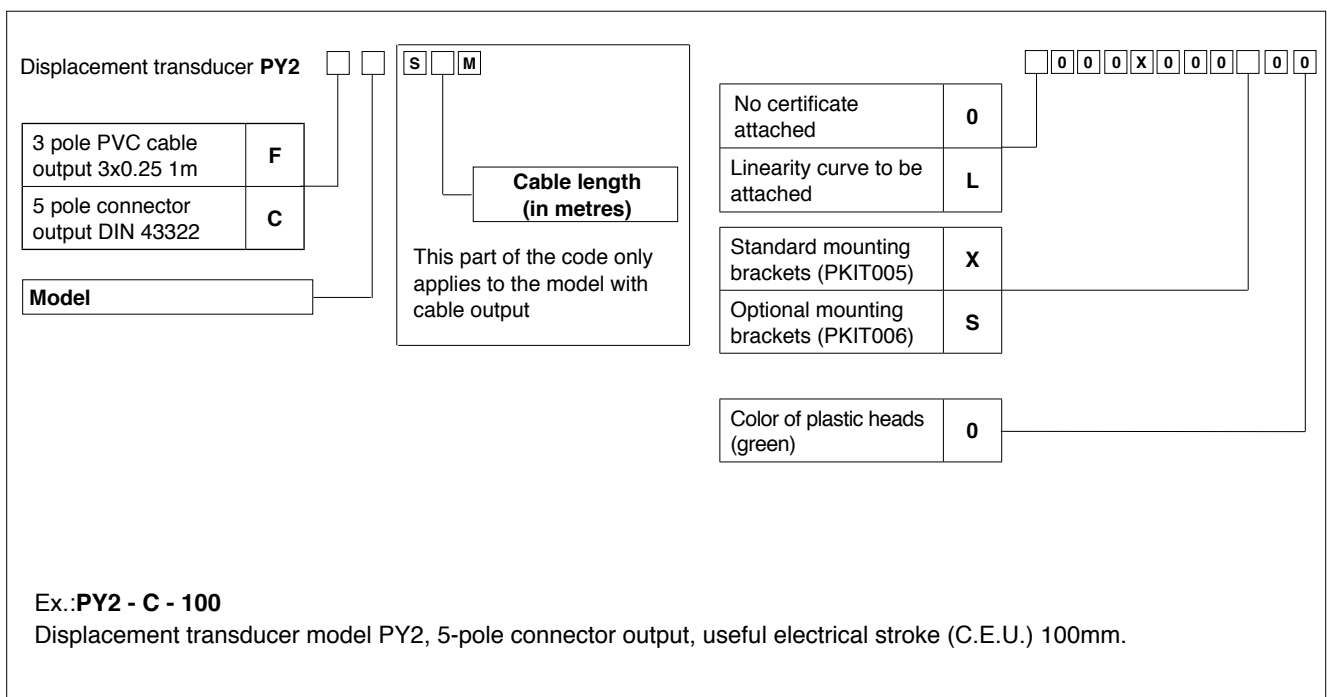 Displacement transducer PY2
S M
0 0 0 X 0 0 0 0 0
3 pole PVC cable
output 3x0.25 1m
F
5 pole connector
output DIN 43322
C
Model
Cable length
(in metres)
This part of the code only
applies to the model with
cable output
No certificate
attached
0
Linearity curve to be
attached
L
Standard mounting
brackets (PKIT005)
X
Optional mounting
brackets (PKIT006)
S
Color of plastic heads
(green)
0
Ex.:PY2 - C - 100
Displacement transducer model PY2, 5-pole connector output, useful electrical stroke (C.E.U.) 100mm.